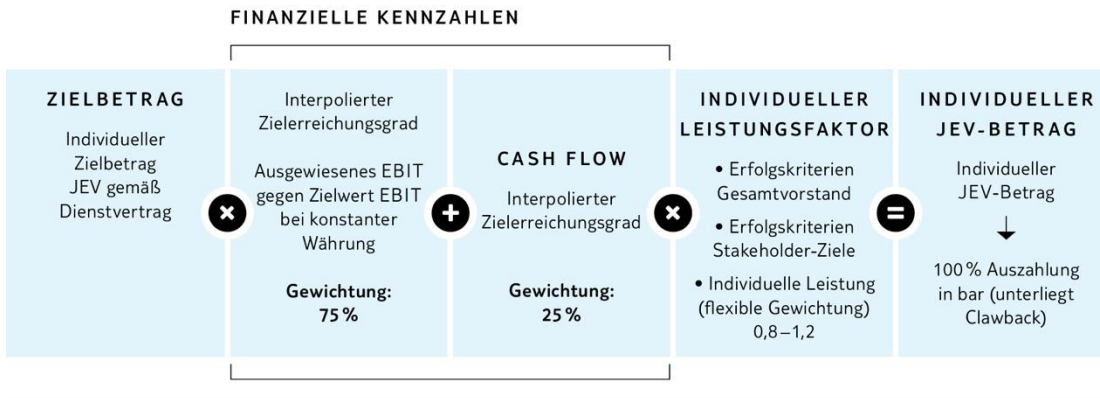 FINANZIELLE KENNZAHLEN
ZIELBETRAG
Individueller
Zielbetrag
JEV gemäß
Dienstvertrag
×
Interpolierter
Zielerreichungsgrad
Ausgewiesenes EBIT
gegen Zielwert EBIT
bei konstanter
Währung
Gewichtung:
75 %
+
CASH FLOW
Interpolierter
Zielerreichungsgrad
Gewichtung:
25 %
×
INDIVIDUELLER
LEISTUNGSFAKTOR
• Erfolgskriterien
Gesamtvorstand
• Erfolgskriterien
Stakeholder-Ziele
• Individuelle Leistung
(flexible Gewichtung)
0,8–1,2
=
INDIVIDUELLER
JEV-BETRAG
Individueller
JEV-Betrag
100 % Auszahlung
in bar (unterliegt
Clawback)